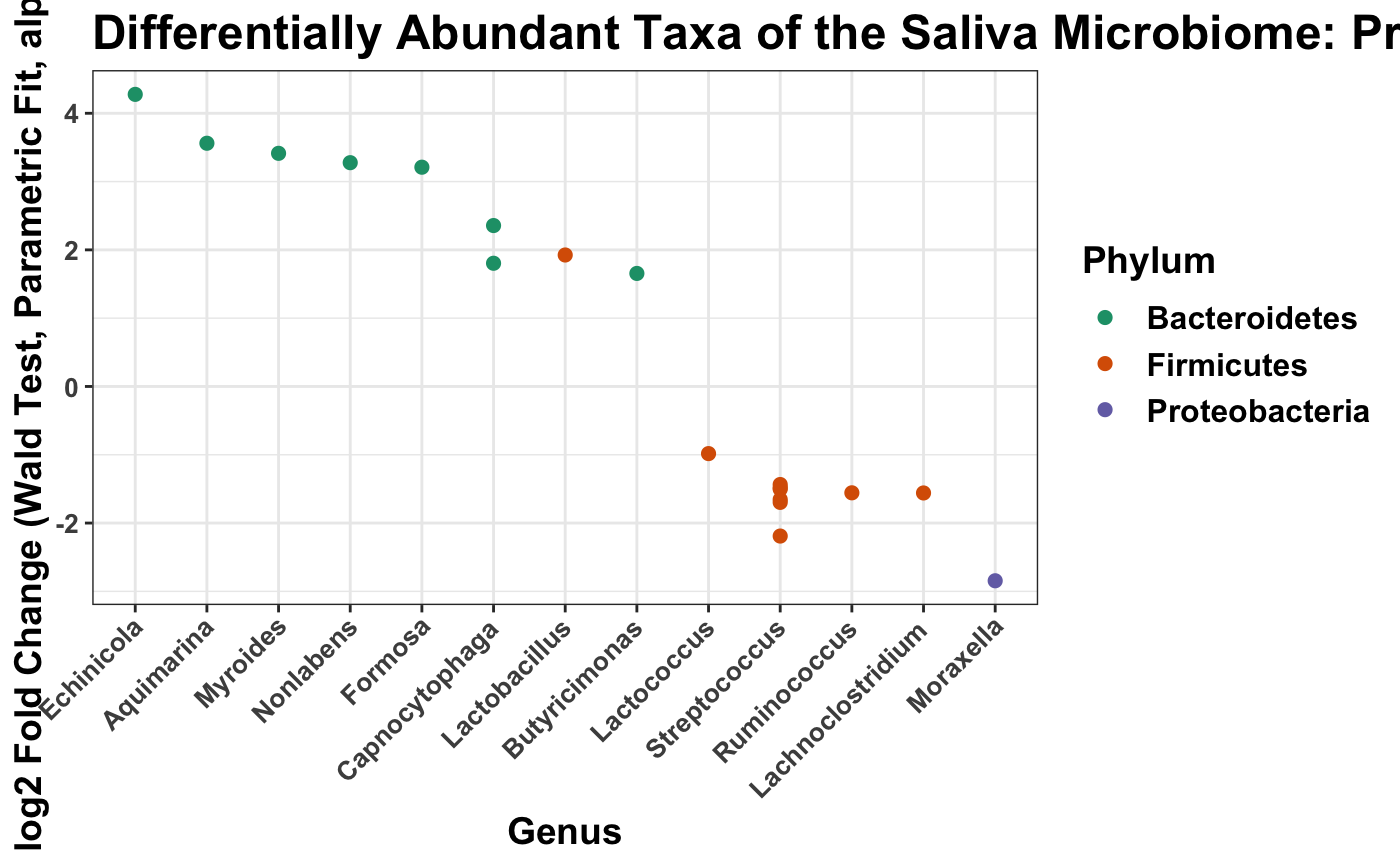 Differentially Abundant Taxa of the Saliva Microbiome: Pr
log2 Fold Change (Wald Test, Parametric Fit, alp
4
2
0
-2
Echinicola
Aquimarina
Myroides
Nonlabens
Formosa
Capnocytophaga
Lactobacillus
Butyricimonas
Lactococcus
Streptococcus
Ruminococcus
Lachnoclostridium
Moraxella
Genus
Phylum
Bacteroidetes
Firmicutes
Proteobacteria